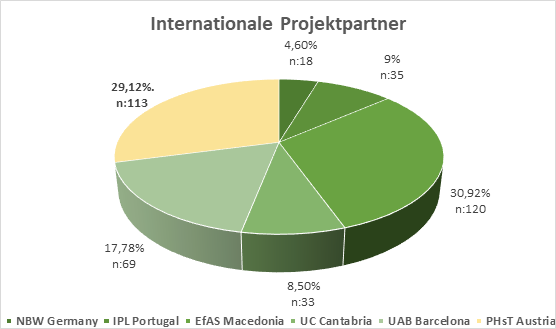 Internationale Projektpartner
4,60%
n:18
9%
n:35
29,12%.
n:113
30,92%
n:120
17,78%
n:69
8,50%
n:33
NBW Germany IPL Portugal EfAS Macedonia UC Cantabria UAB Barcelona PHsT Austria